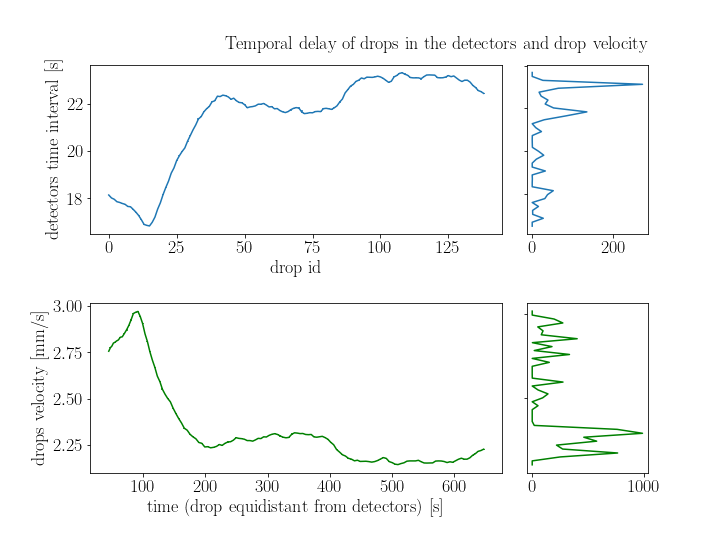 Temporal delay of drops in the detectors and drop velocity
detectors time interval [s]
22
20
18
0 25 50 75 100 125
drop id
0 200
drops velocity [mm/s]
3.00
2.75
2.50
2.25
100 200 300 400 500 600
time (drop equidistant from detectors) [s]
0 1000